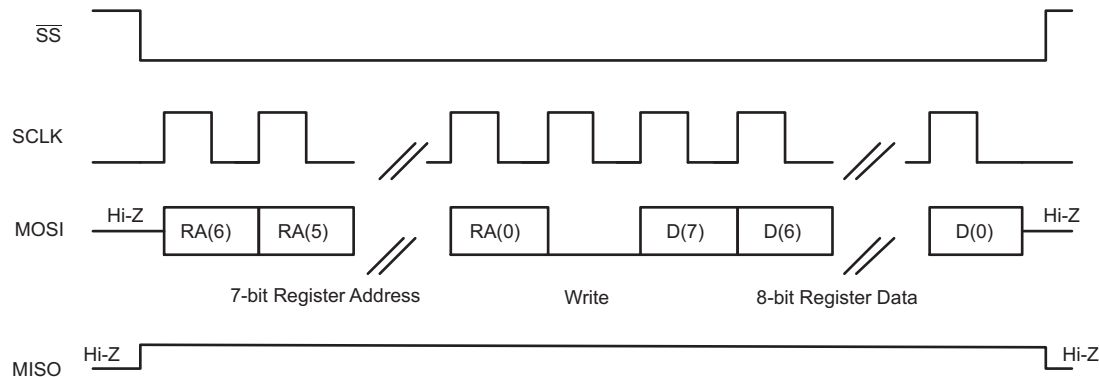 SS
SCLK
MOSI Hi-Z RA(6) RA(5) RA(0) D(7) D(6) D(0) Hi-Z
7-bit Register Address Write 8-bit Register Data
MISO Hi-Z Hi-Z